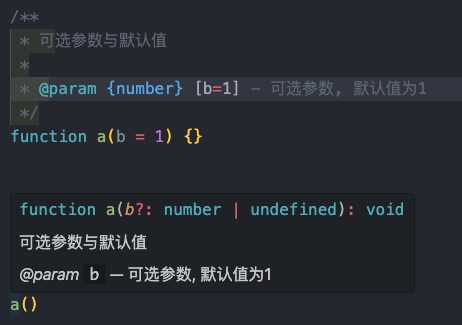 /**
 * 可选参数与默认值
 *
 * @param {number} [b=1] - 可选参数, 默认值为1
 */
function a(b = 1) {}
function a(b?: number | undefined): void
可选参数与默认值
@param b — 可选参数, 默认值为1
a()